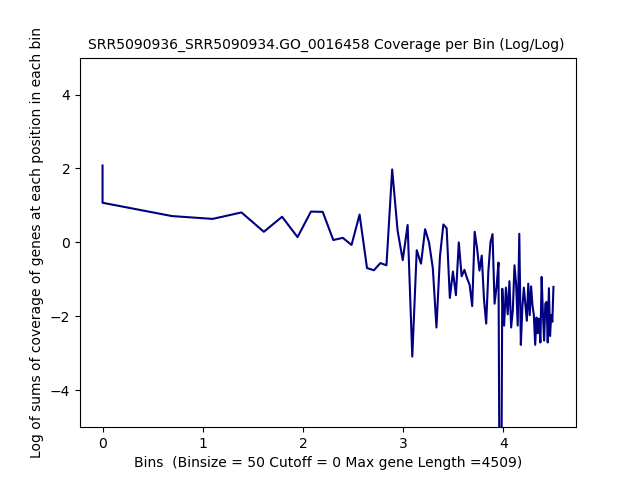 SRR5090936_SRR5090934.GO_0016458 Coverage per Bin (Log/Log)
Log of sums of coverage of genes at each position in each bin
4
2
0
−2
−4
0 1 2 3 4
Bins  (Binsize = 50 Cutoff = 0 Max gene Length =4509)